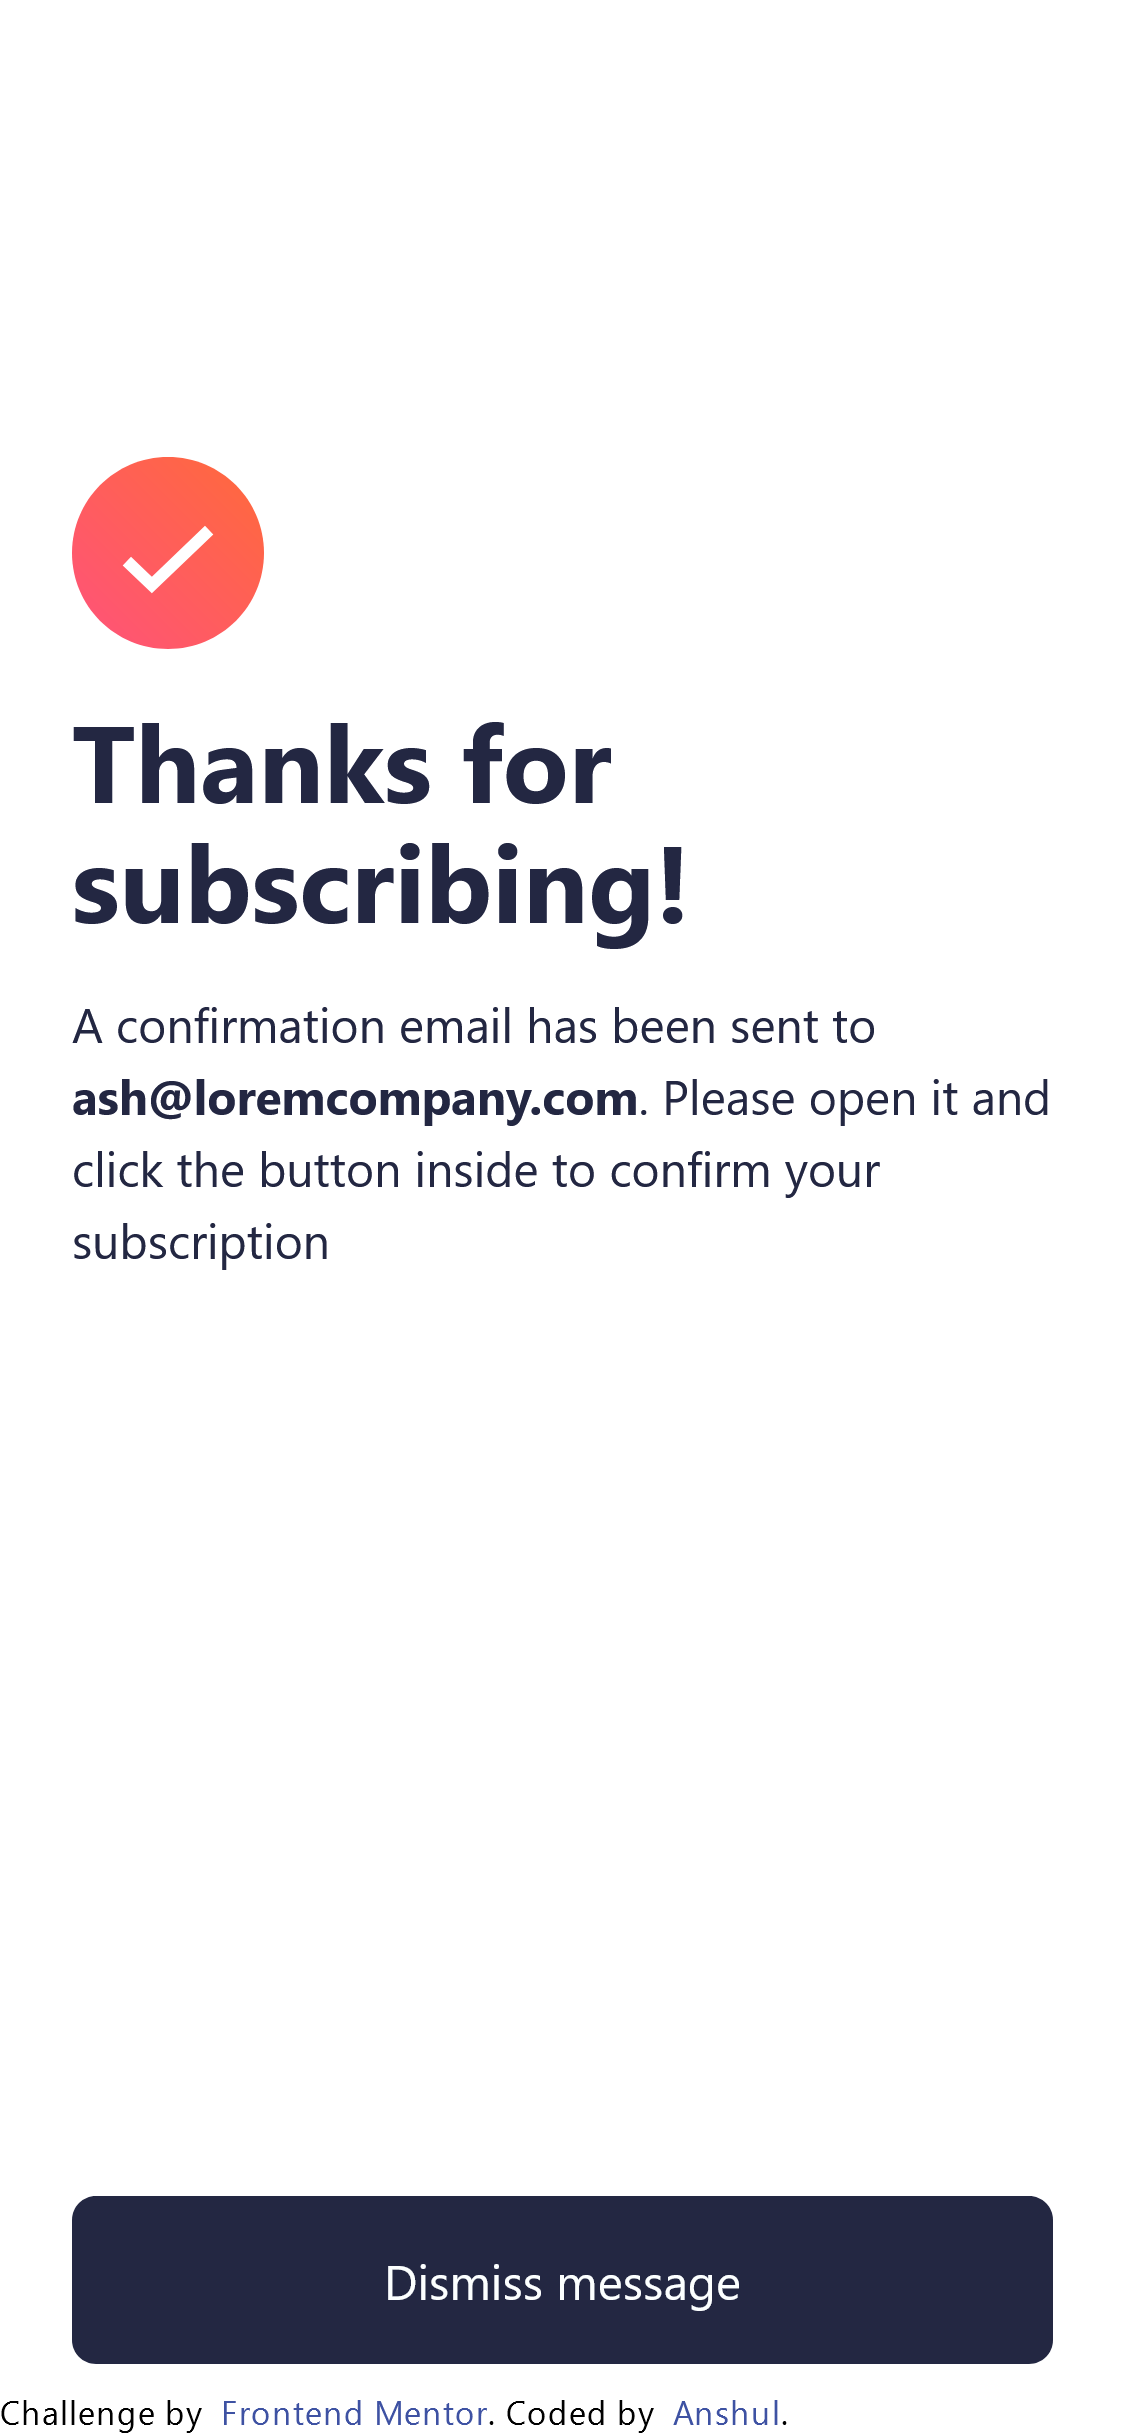 Thanks for
subscribing!
A confirmation email has been sent to
ash@loremcompany.com. Please open it and
click the button inside to confirm your
subscription
Dismiss message
Challenge by Frontend Mentor. Coded by Anshul.